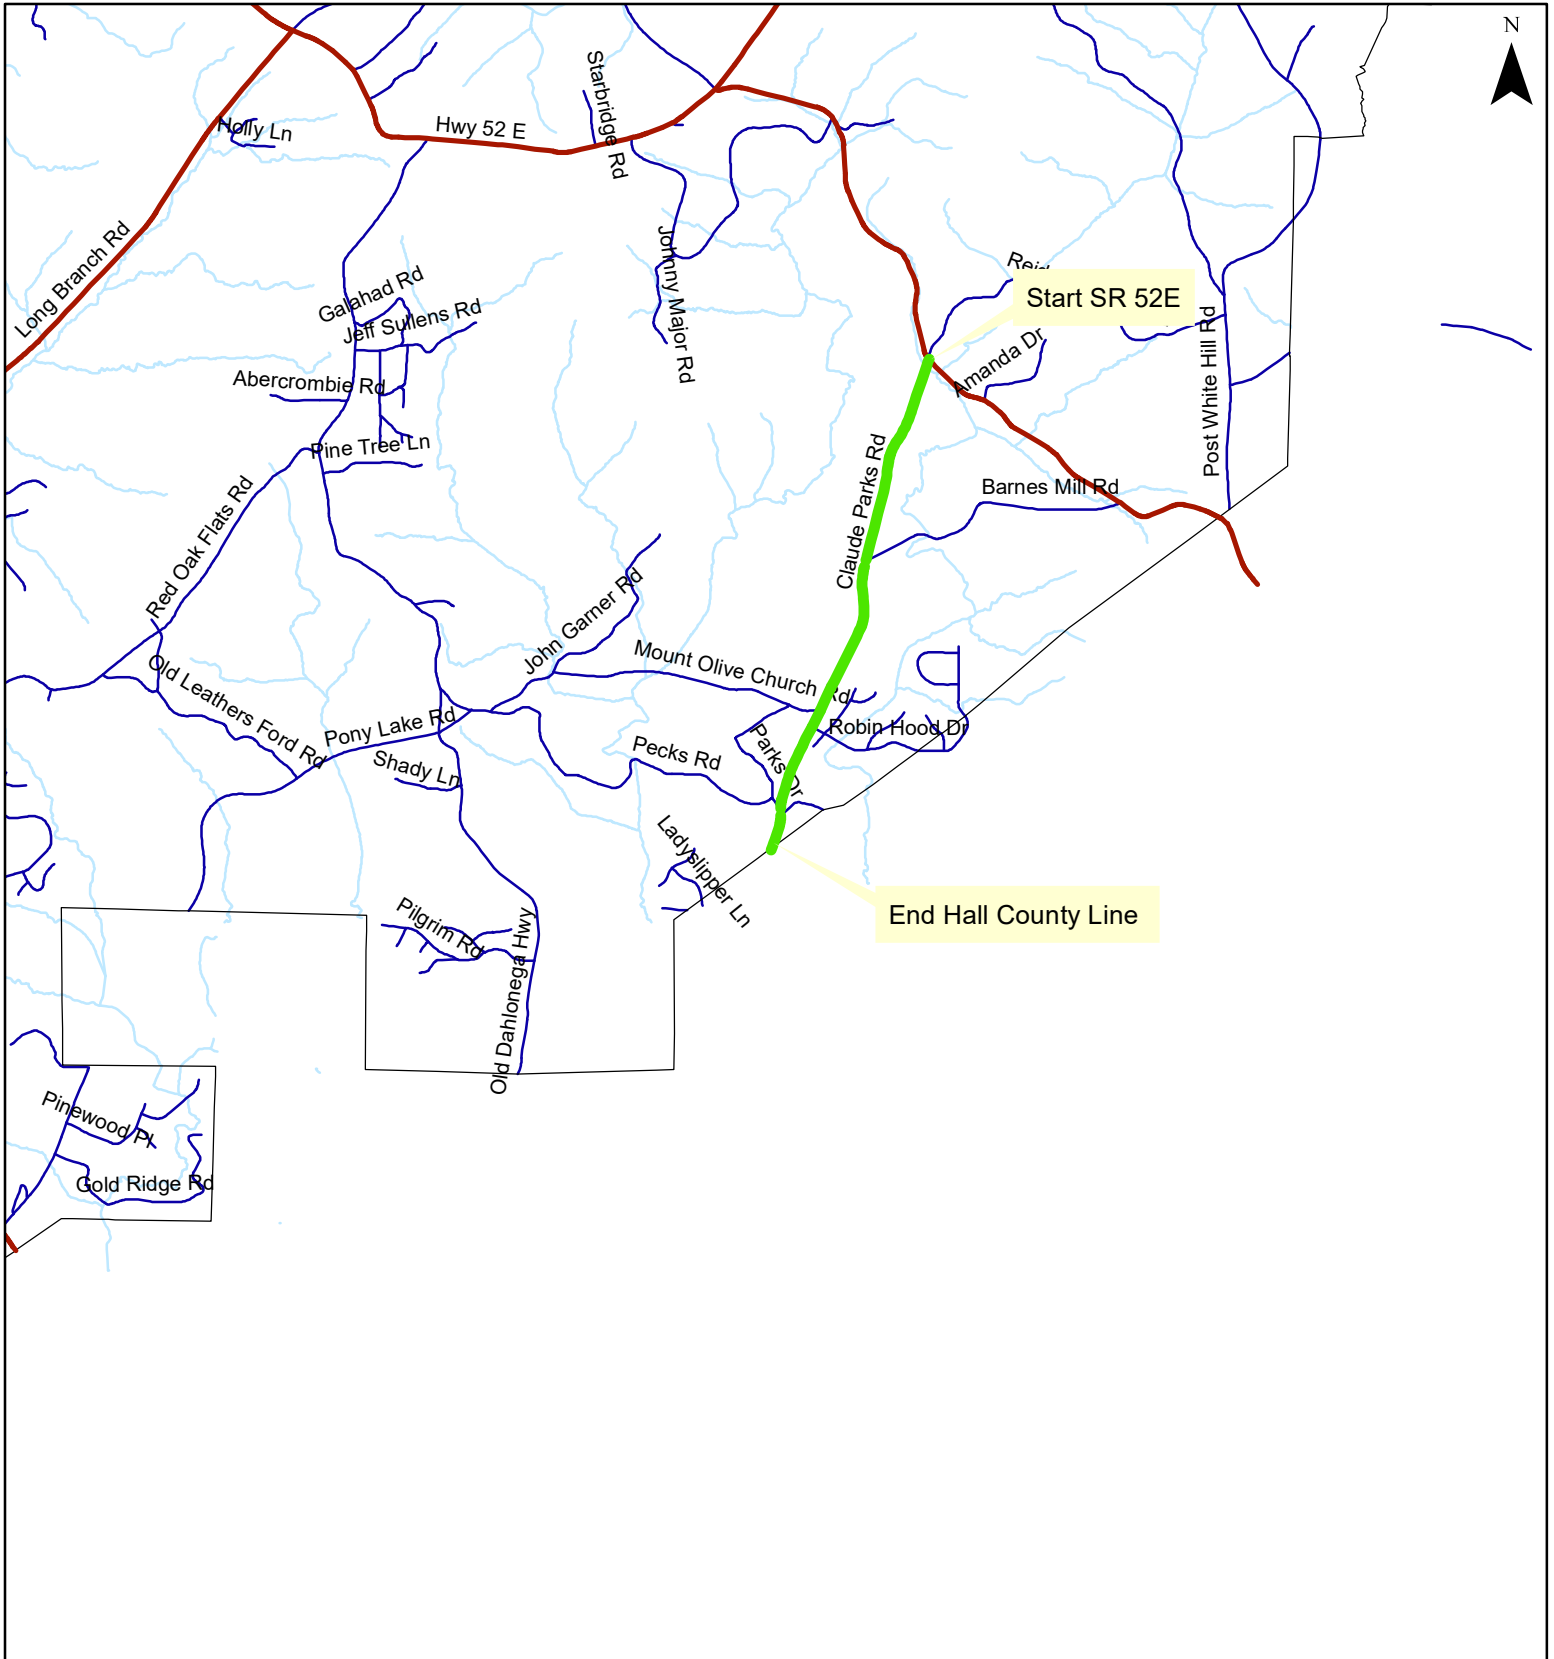 N
Starbridge Rd
Holly Ln
Hwy 52 E
Long Branch Rd
Johnny Major Rd
Start SR 52E
Galahad Rd
Jeff Sullens Rd
Post White Hill Rd
Amanda Dr
Abercrombie Rd
Pine Tree Ln
Claude Parks Rd
Barnes Mill Rd
Red Oak Flats Rd
John Garner Rd
Mount Olive Church Rd
Old Leathers Ford Rd
Pony Lake Rd
Robin Hood Dr
Parks Dr
Pecks Rd
Shady Ln
Ladyslipper Ln
End Hall County Line
Pilgrim Rd
Old Dahlonega Hwy
Pinewood Pl
Gold Ridge Rd